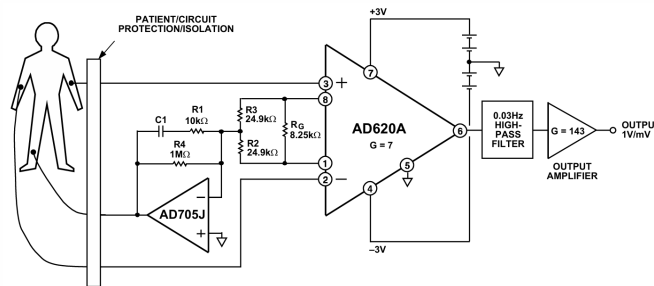 PATIENT/CIRCUIT
PROTECTION/ISOLATION
+3V
C1
R1
10kΩ
R4
1MΩ
R3
24.9kΩ
R2
24.9kΩ
RG
8.25kΩ
3
+
8
1
2
–
7
AD620A
G = 7
6
5
4
0.03Hz
HIGH-
PASS
FILTER
G = 143
OUTPUT
AMPLIFIER
OUTPU
1V/mV
AD705J
–
+
–3V